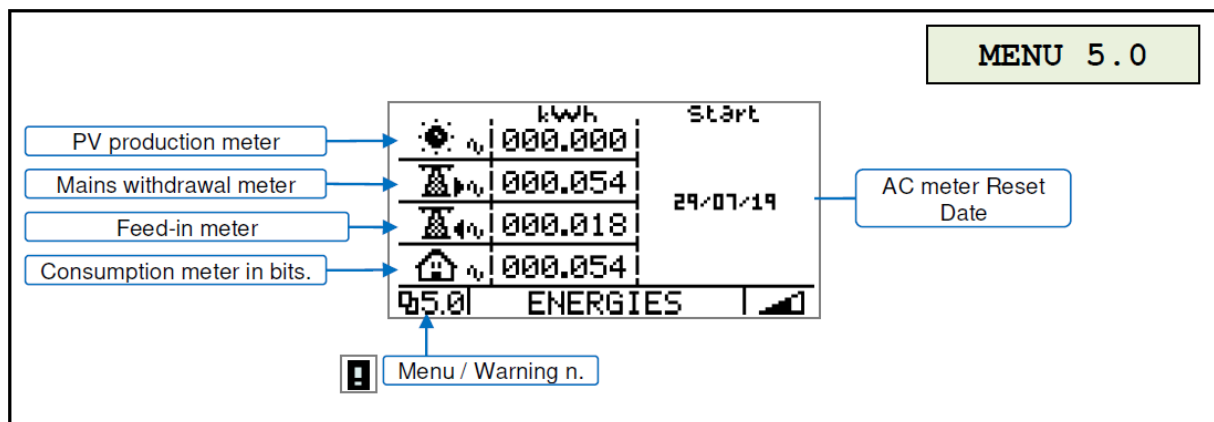 MENU 5.0
kWh Start
PV production meter 000.000
Mains withdrawal meter 000.054
29/07/19
AC meter Reset
Date
Feed-in meter 000.018
Consumption meter in bits. 000.054
5.0 ENERGIES
Menu / Warning n.